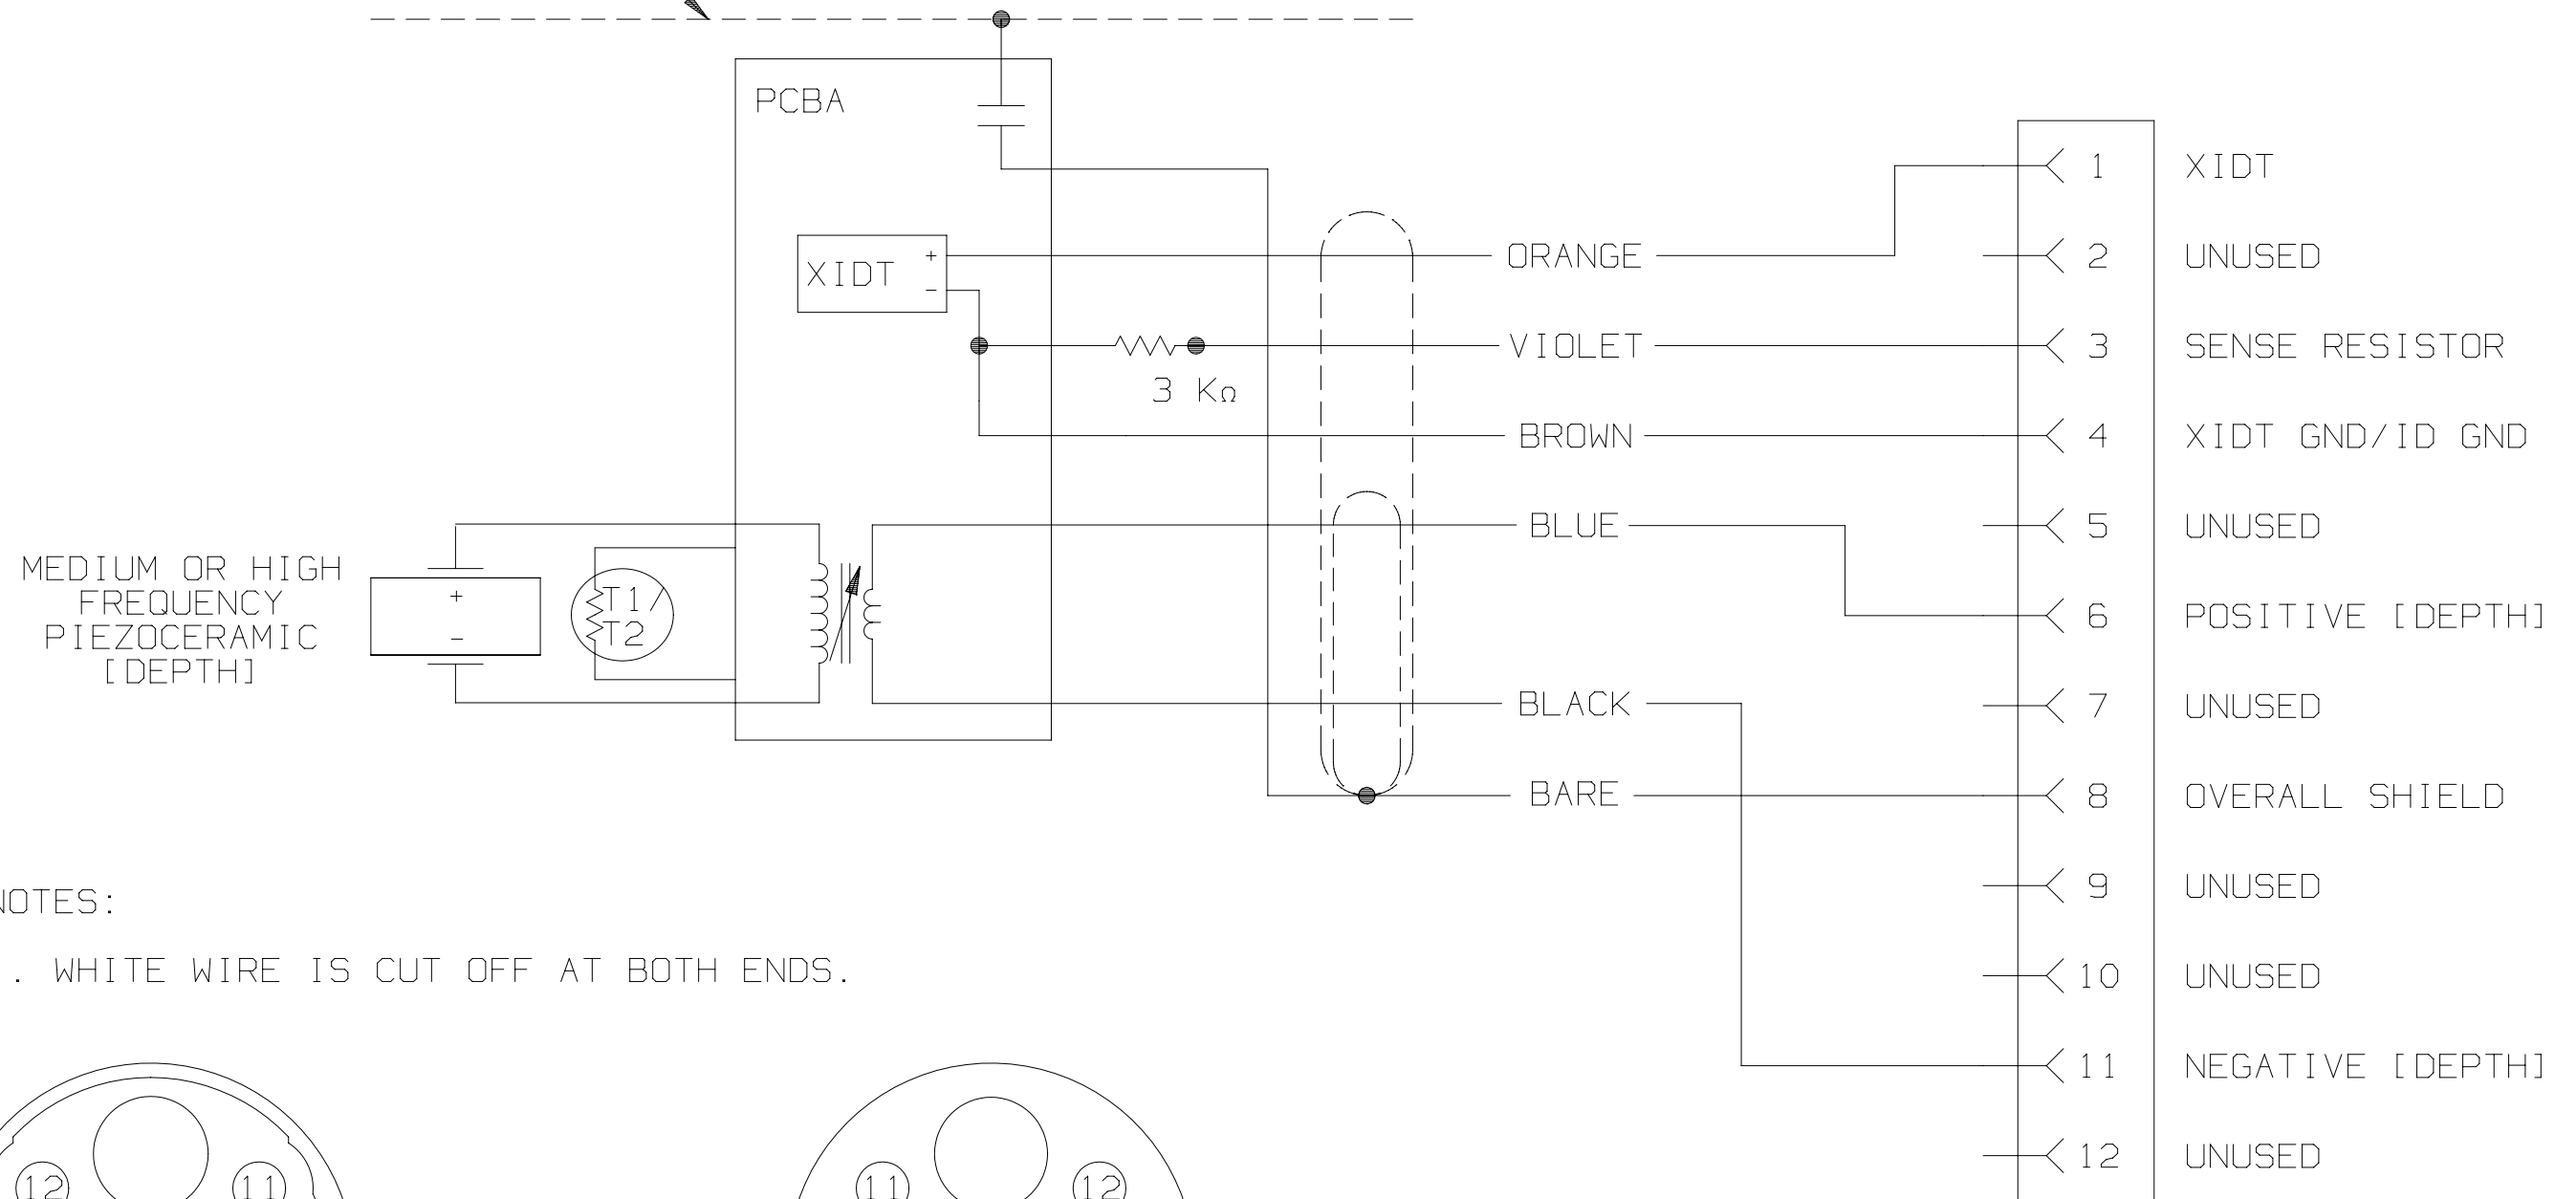 PCBA
1 XIDT
XIDT + -
ORANGE
2 UNUSED
VIOLET
3 SENSE RESISTOR
3 KΩ
BROWN
4 XIDT GND/ID GND
BLUE
5 UNUSED
MEDIUM OR HIGH
FREQUENCY
PIEZOCERAMIC
[DEPTH]
+
-
T1/
T2
6 POSITIVE [DEPTH]
BLACK
7 UNUSED
BARE
8 OVERALL SHIELD
9 UNUSED
NOTES:
. WHITE WIRE IS CUT OFF AT BOTH ENDS.
10 UNUSED
11 NEGATIVE [DEPTH]
12 UNUSED
12
11
11
12